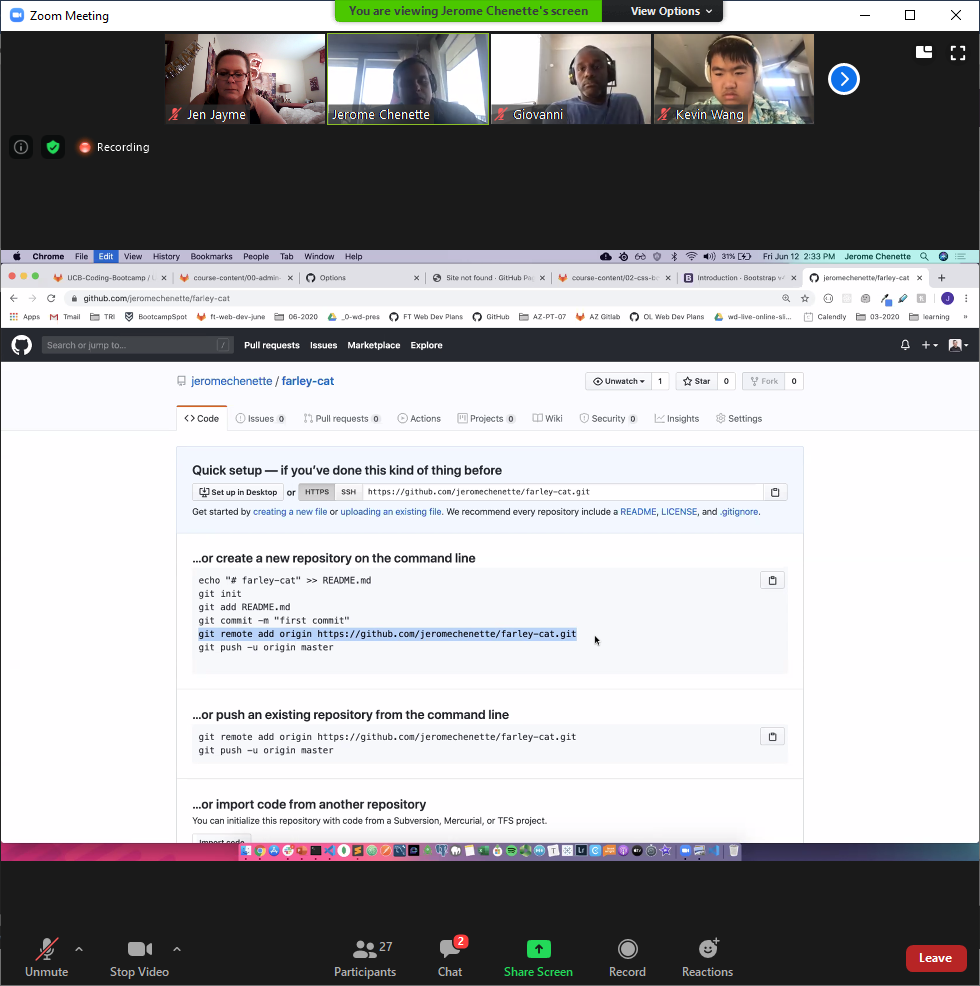 Zoom Meeting
You are viewing Jerome Chenette's screen
View Options
Jen Jayme
Jerome Chenette
Giovanni
Kevin Wang
Recording
Chrome File Edit View History Bookmarks People Tab Window Help
31% Fri Jun 12 2:33 PM Jerome Chenette
UCB-Coding-Bootcamp /
course-content/00-admin-
Options
Site not found · GitHub Pa
course-content/02-css-b
Introduction · Bootstrap v
jeromechenette/farley-cat
github.com/jeromechenette/farley-cat
J
Apps Tmail TRI BootcampSpot ft-web-dev-june 06-2020 _0-wd-pres FT Web Dev Plans GitHub AZ-PT-07 AZ Gitlab OL Web Dev Plans wd-live-online-sli... Calendly 03-2020 learning »
Search or jump to... /
Pull requests Issues Marketplace Explore
jeromechenette / farley-cat
Unwatch 1 Star 0 Fork 0
Code Issues 0 Pull requests 0 Actions Projects 0 Wiki Security 0 Insights Settings
Quick setup — if you've done this kind of thing before
Set up in Desktop or HTTPS SSH https://github.com/jeromechenette/farley-cat.git
Get started by creating a new file or uploading an existing file. We recommend every repository include a README, LICENSE, and .gitignore.
…or create a new repository on the command line
echo "# farley-cat" >> README.md
git init
git add README.md
git commit -m "first commit"
git remote add origin https://github.com/jeromechenette/farley-cat.git
git push -u origin master
…or push an existing repository from the command line
git remote add origin https://github.com/jeromechenette/farley-cat.git
git push -u origin master
…or import code from another repository
You can initialize this repository with code from a Subversion, Mercurial, or TFS project.
Import code
27
2
Unmute
Stop Video
Participants
Chat
Share Screen
Record
Reactions
Leave